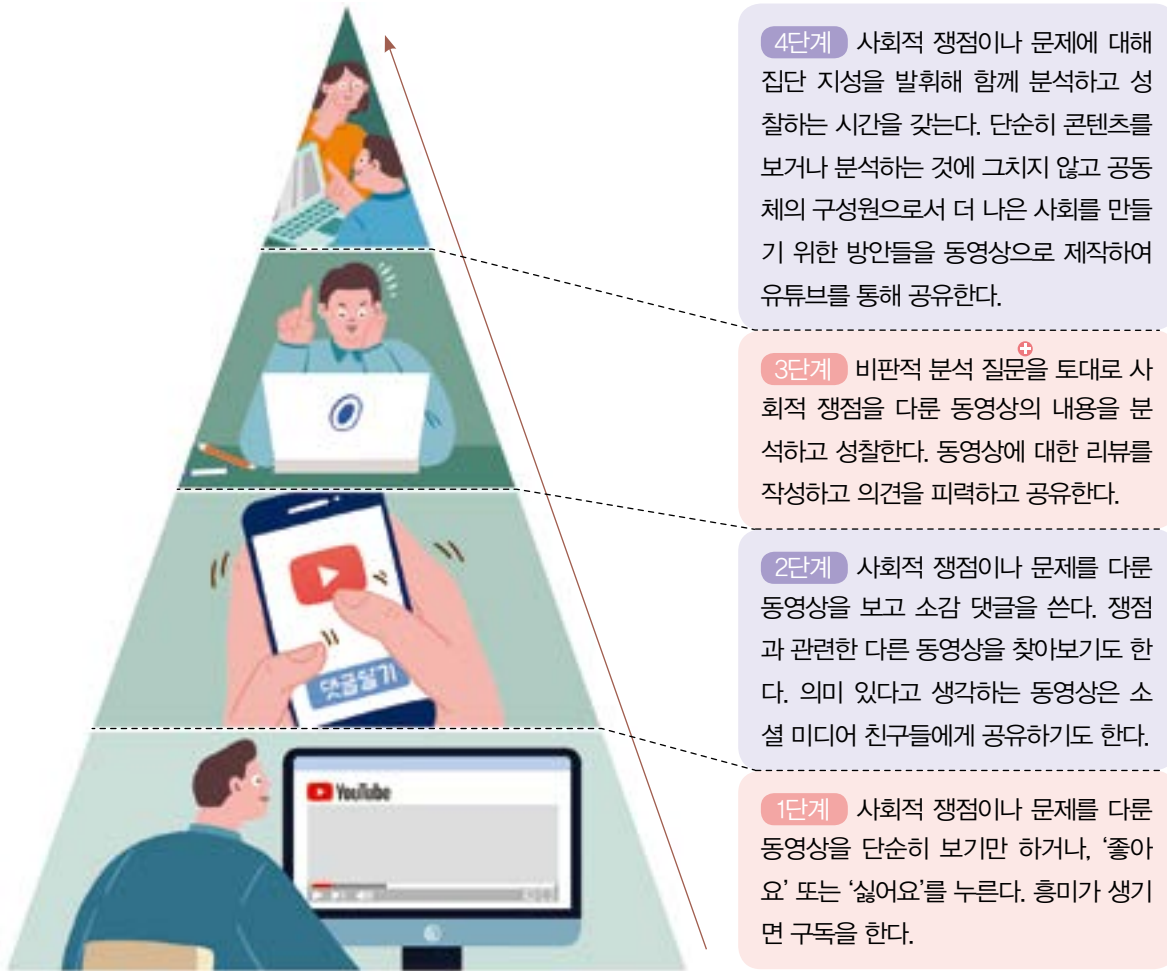 4단계 사회적 쟁점이나 문제에 대해
집단 지성을 발휘해 함께 분석하고 성
찰하는 시간을 갖는다. 단순히 콘텐츠를
보거나 분석하는 것에 그치지 않고 공동
체의 구성원으로서 더 나은 사회를 만들
기 위한 방안들을 동영상으로 제작하여
유튜브를 통해 공유한다.
3단계 비판적 분석 질문을 토대로 사
회적 쟁점을 다룬 동영상의 내용을 분
석하고 성찰한다. 동영상에 대한 리뷰를
작성하고 의견을 피력하고 공유한다.
댓글달기
2단계 사회적 쟁점이나 문제를 다룬
동영상을 보고 소감 댓글을 쓴다. 쟁점
과 관련한 다른 동영상을 찾아보기도 한
다. 의미 있다고 생각하는 동영상은 소
셜 미디어 친구들에게 공유하기도 한다.
YouTube
1단계 사회적 쟁점이나 문제를 다룬
동영상을 단순히 보기만 하거나, ‘좋아
요’ 또는 ‘싫어요’를 누른다. 흥미가 생기
면 구독을 한다.